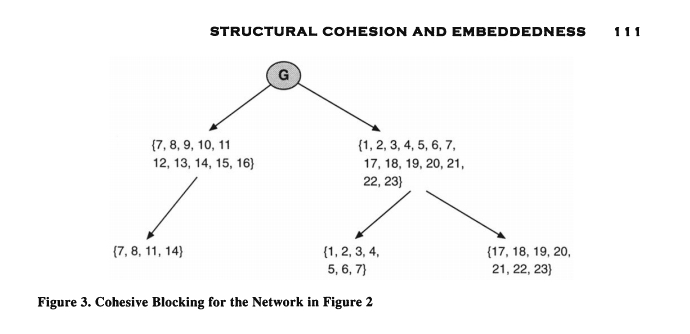 STRUCTURAL COHESION AND EMBEDDEDNESS 111
G
{7, 8, 9, 10, 11
12, 13, 14, 15, 16}
{1, 2, 3, 4, 5, 6, 7,
17, 18, 19, 20, 21,
22, 23}
{7, 8, 11, 14}
{1, 2, 3, 4,
5, 6, 7}
{17, 18, 19, 20,
21, 22, 23}
Figure 3. Cohesive Blocking for the Network in Figure 2